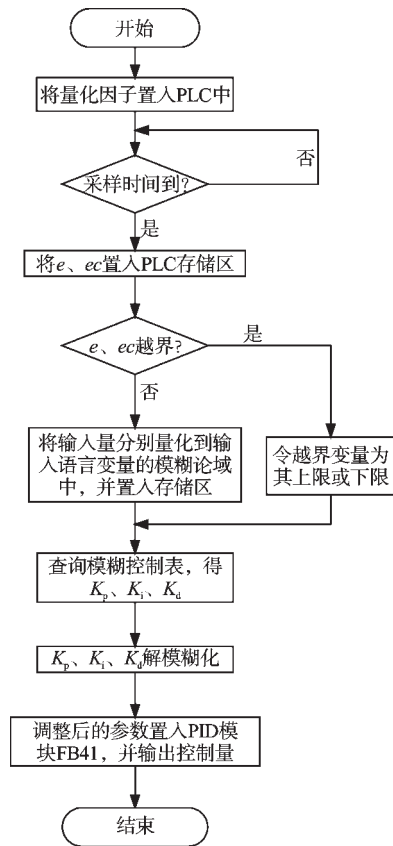 开始
将量化因子置入PLC中
否
采样时间到?
是
将e、ec置入PLC存储区
是
e、ec越界?
否
将输入量分别量化到输
入语言变量的模糊论域
中，并置入存储区
令越界变量为
其上限或下限
查询模糊控制表，得
Kp、Ki、Kd
Kp、Ki、Kd解模糊化
调整后的参数置入PID模
块FB41，并输出控制量
结束